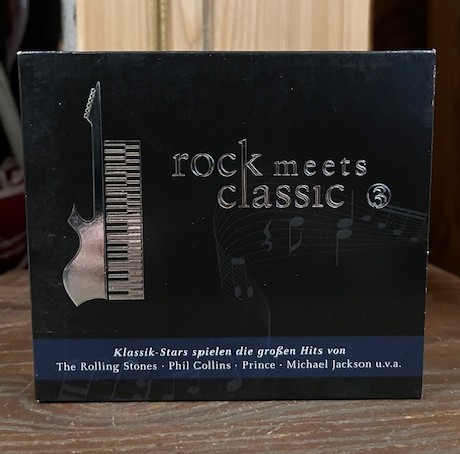 rock meets
classic 3
Klassik-Stars spielen die großen Hits von
The Rolling Stones · Phil Collins · Prince · Michael Jackson u.v.a.